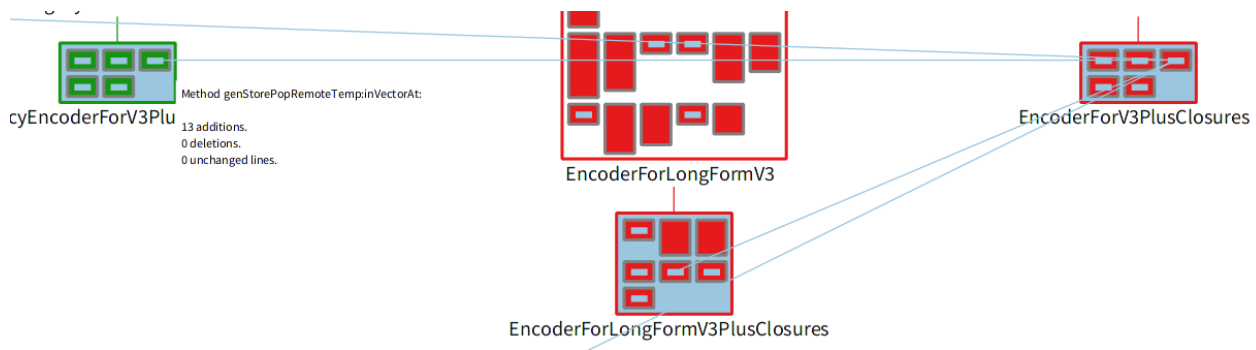 cyEncoderForV3Plu
Method genStorePopRemoteTemp:inVectorAt:
13 additions.
0 deletions.
0 unchanged lines.
EncoderForLongFormV3
EncoderForV3PlusClosures
EncoderForLongFormV3PlusClosures